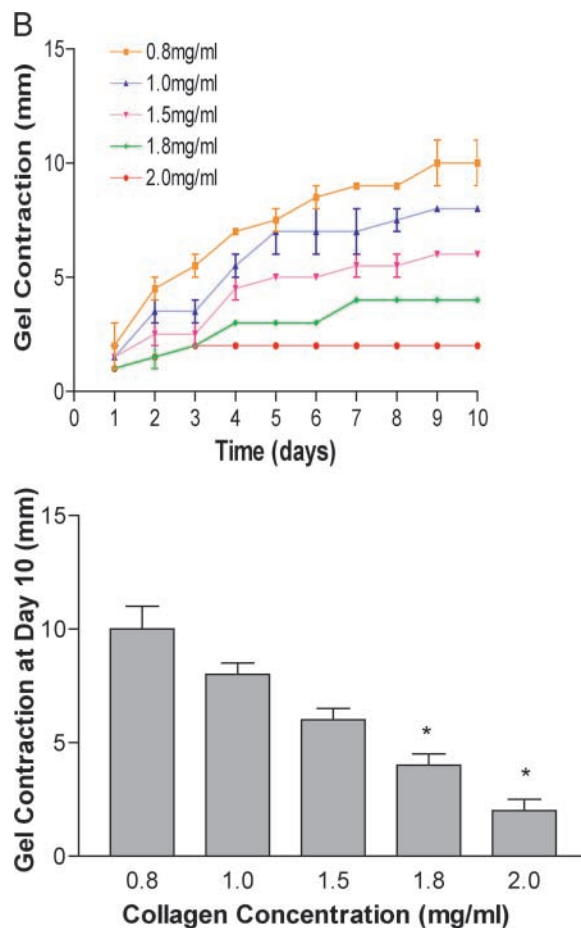 B
0.8mg/ml
1.0mg/ml
1.5mg/ml
1.8mg/ml
2.0mg/ml
Gel Contraction (mm)
15
10
5
0
0 1 2 3 4 5 6 7 8 9 10
Time (days)
Gel Contraction at Day 10 (mm)
15
10
5
0
* *
0.8 1.0 1.5 1.8 2.0
Collagen Concentration (mg/ml)